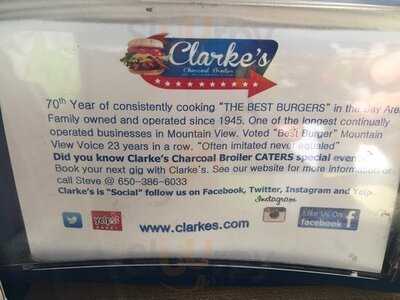 Clarke's
Charcoal Broiler
70th Year of consistently cooking "THE BEST BURGERS" in the Bay Area
Family owned and operated since 1945. One of the longest continually
operated businesses in Mountain View. Voted "Best Burger" Mountain
View Voice 23 years in a row. "Often imitated never equaled"
Did you know Clarke's Charcoal Broiler CATERS special events
Book your next gig with Clarke's. See our website for more information or
call Steve @ 650-386-6033
Clarke's is "Social" follow us on Facebook, Twitter, Instagram and Yelp
Instagram
yelp
www.clarkes.com
Like Us On
facebook
f